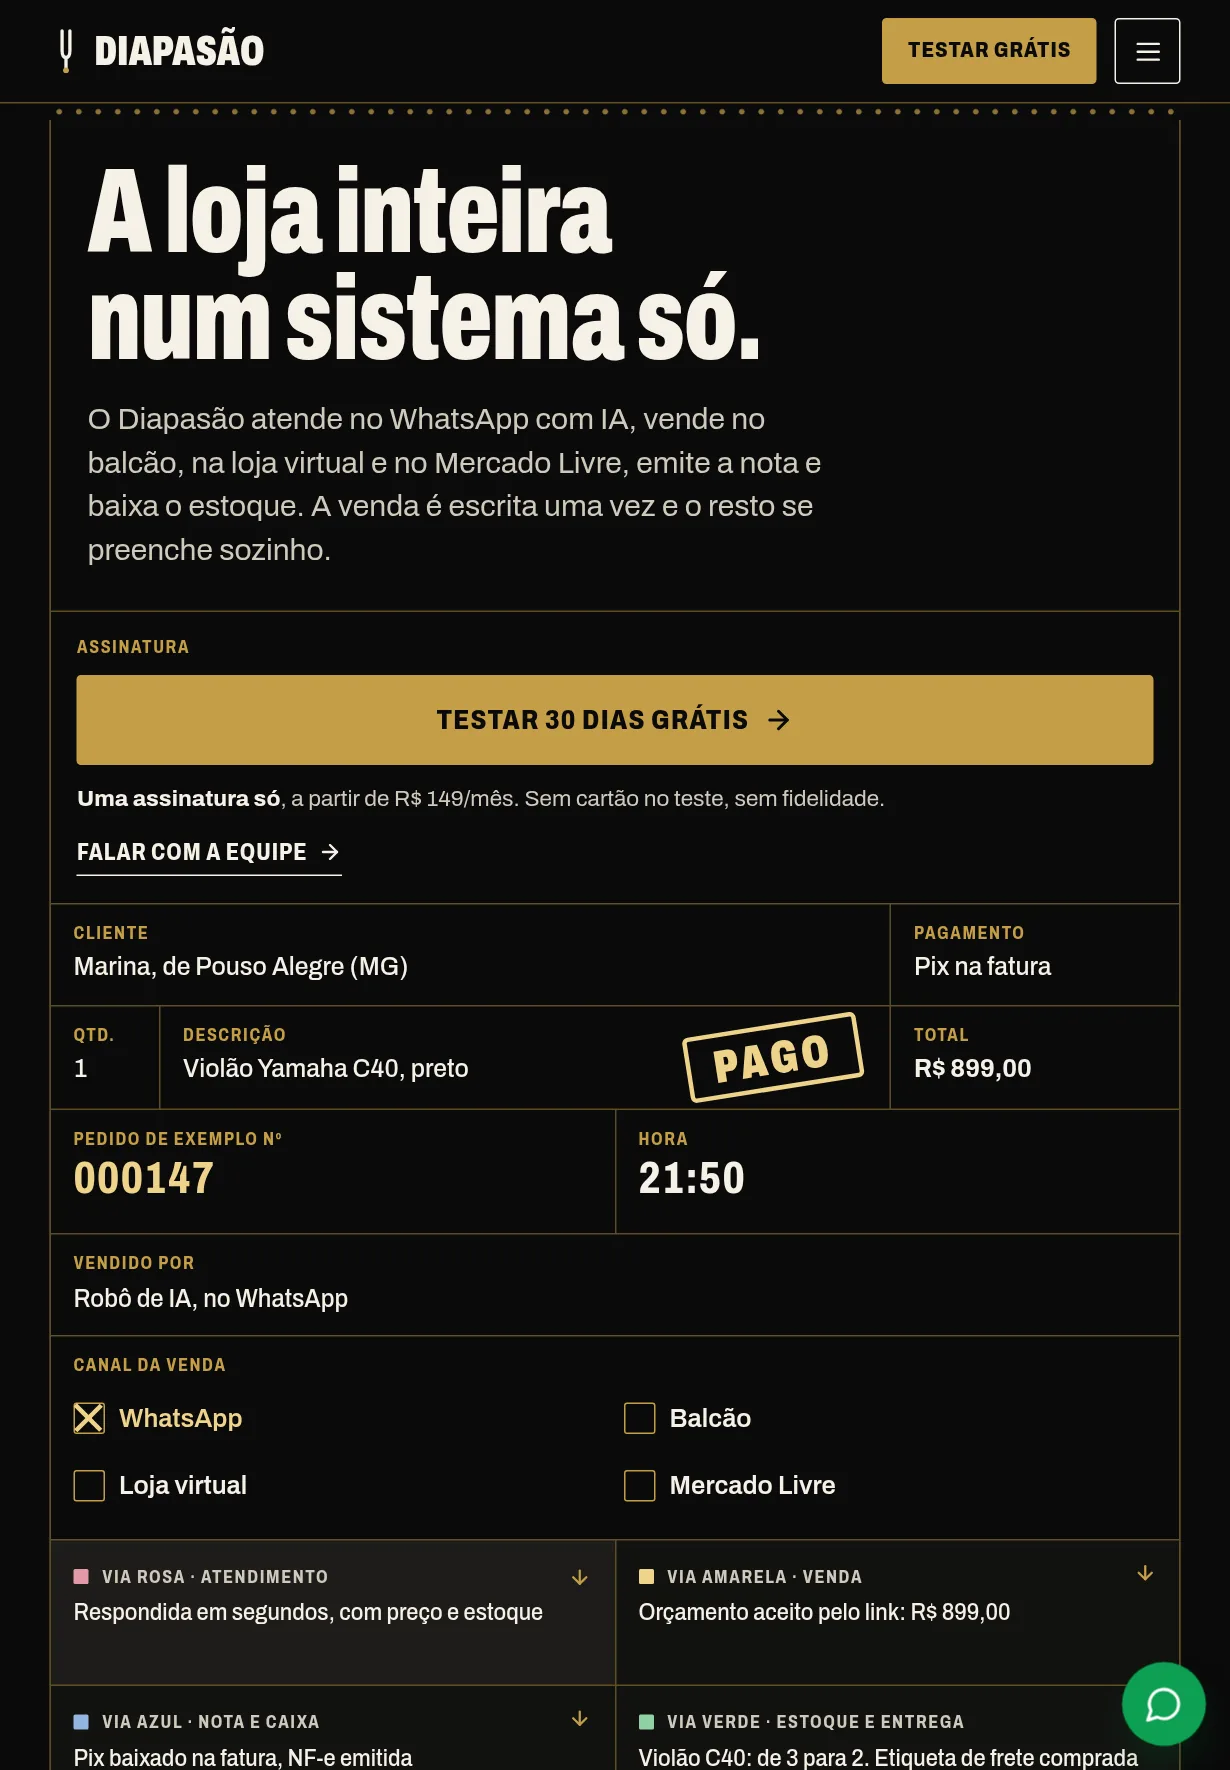 DIAPASÃO
TESTAR GRÁTIS
A loja inteira
num sistema só.
O Diapasão atende no WhatsApp com IA, vende no
balcão, na loja virtual e no Mercado Livre, emite a nota e
baixa o estoque. A venda é escrita uma vez e o resto se
preenche sozinho.
ASSINATURA
TESTAR 30 DIAS GRÁTIS
Uma assinatura só, a partir de R$ 149/mês. Sem cartão no teste, sem fidelidade.
FALAR COM A EQUIPE
CLIENTE
Marina, de Pouso Alegre (MG)
PAGAMENTO
Pix na fatura
QTD.
1
DESCRIÇÃO
Violão Yamaha C40, preto
PAGO
TOTAL
R$ 899,00
PEDIDO DE EXEMPLO Nº
000147
HORA
21:50
VENDIDO POR
Robô de IA, no WhatsApp
CANAL DA VENDA
WhatsApp
Balcão
Loja virtual
Mercado Livre
VIA ROSA · ATENDIMENTO
Respondida em segundos, com preço e estoque
VIA AMARELA · VENDA
Orçamento aceito pelo link: R$ 899,00
VIA AZUL · NOTA E CAIXA
Pix baixado na fatura, NF-e emitida
VIA VERDE · ESTOQUE E ENTREGA
Violão C40: de 3 para 2. Etiqueta de frete comprada